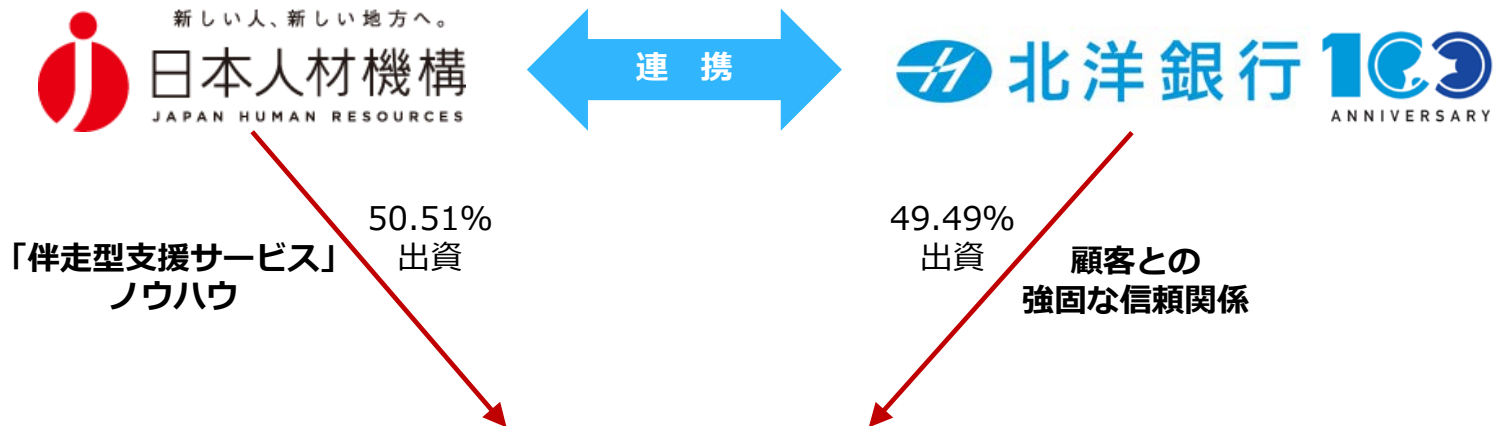 新しい人、新しい地方へ。
日本人材機構
JAPAN HUMAN RESOURCES
連 携
北洋銀行 100
ANNIVERSARY
50.51%
出資
「伴走型支援サービス」
ノウハウ
49.49%
出資
顧客との
強固な信頼関係